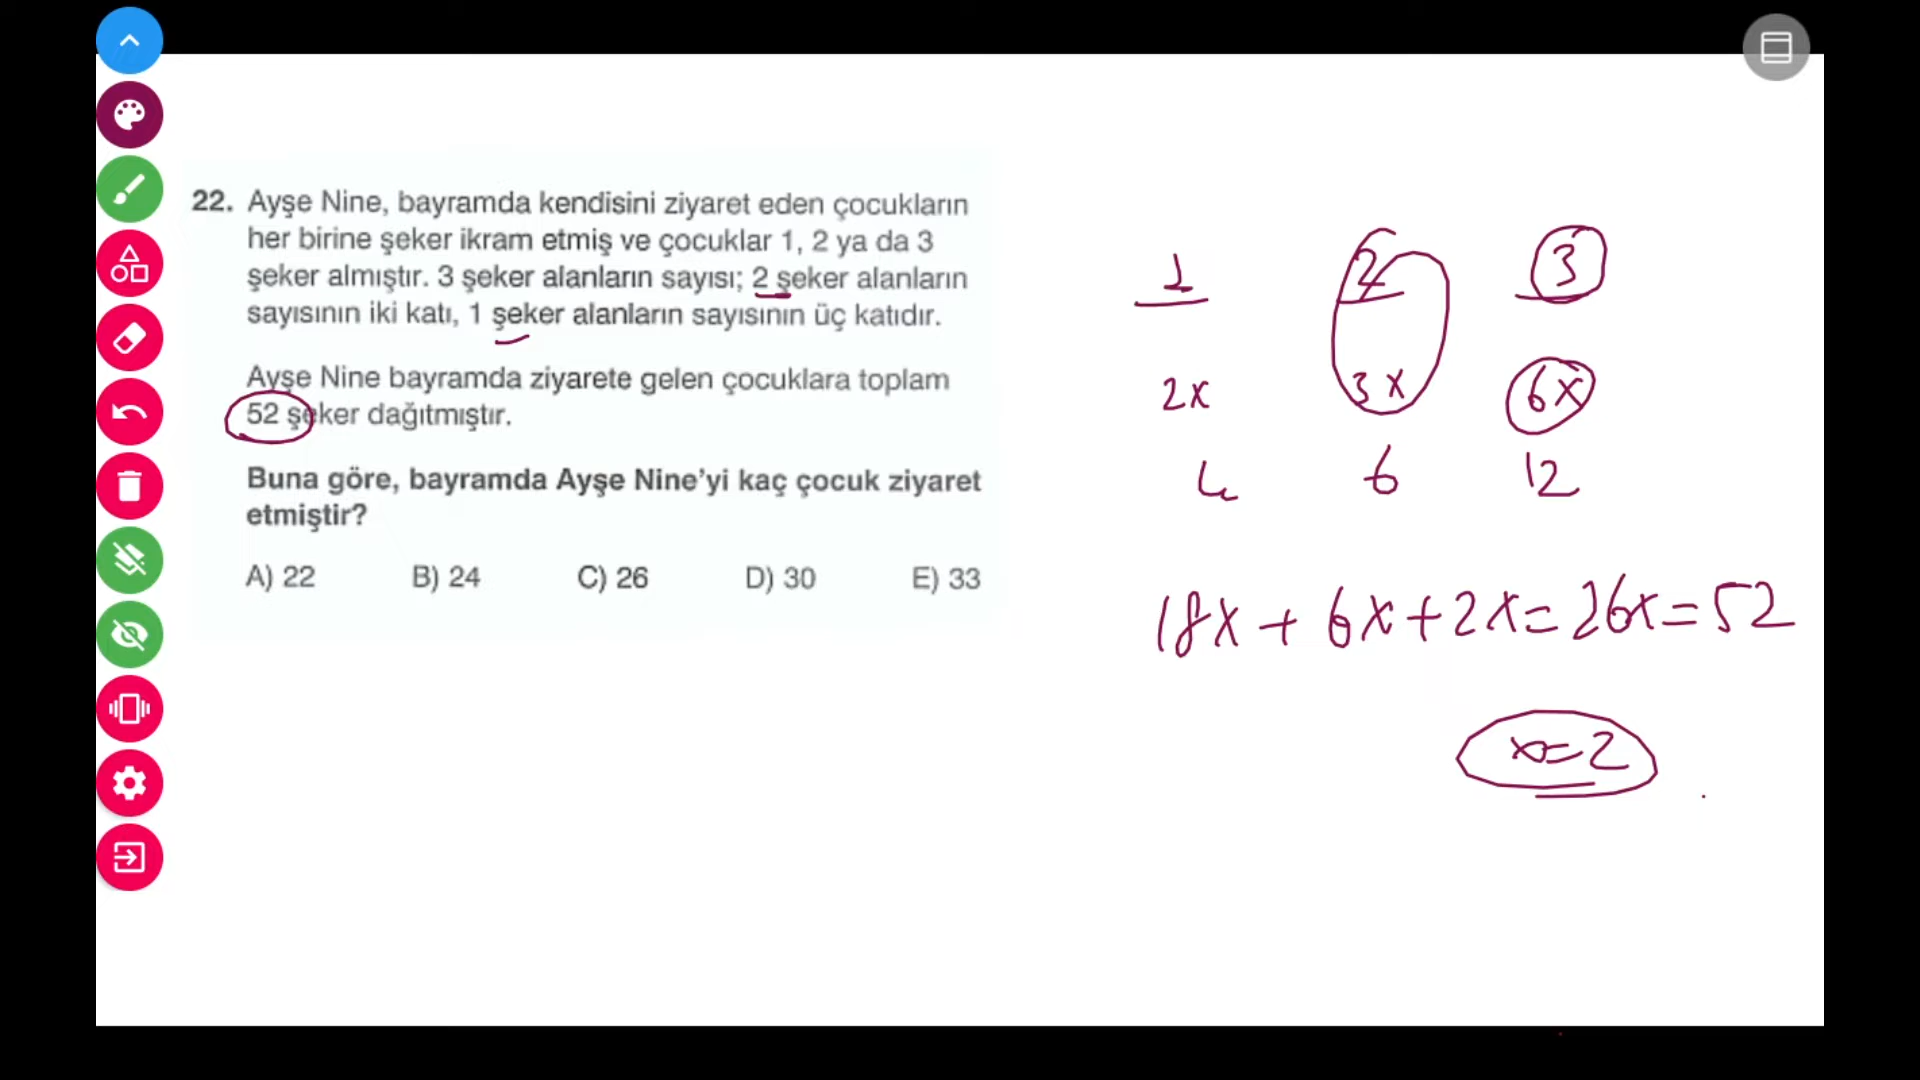 22. Ayşe Nine, bayramda kendisini ziyaret eden çocukların
her birine şeker ikram etmiş ve çocuklar 1, 2 ya da 3
şeker almıştır. 3 şeker alanların sayısı; 2 şeker alanların
sayısının iki katı, 1 şeker alanların sayısının üç katıdır.
Ayşe Nine bayramda ziyarete gelen çocuklara toplam
52 şeker dağıtmıştır.
Buna göre, bayramda Ayşe Nine'yi kaç çocuk ziyaret
etmiştir?
A) 22 B) 24 C) 26 D) 30 E) 33
1 2 3
2x 3x 6x
4 6 12
18x + 6x + 2x = 26x = 52
x = 2